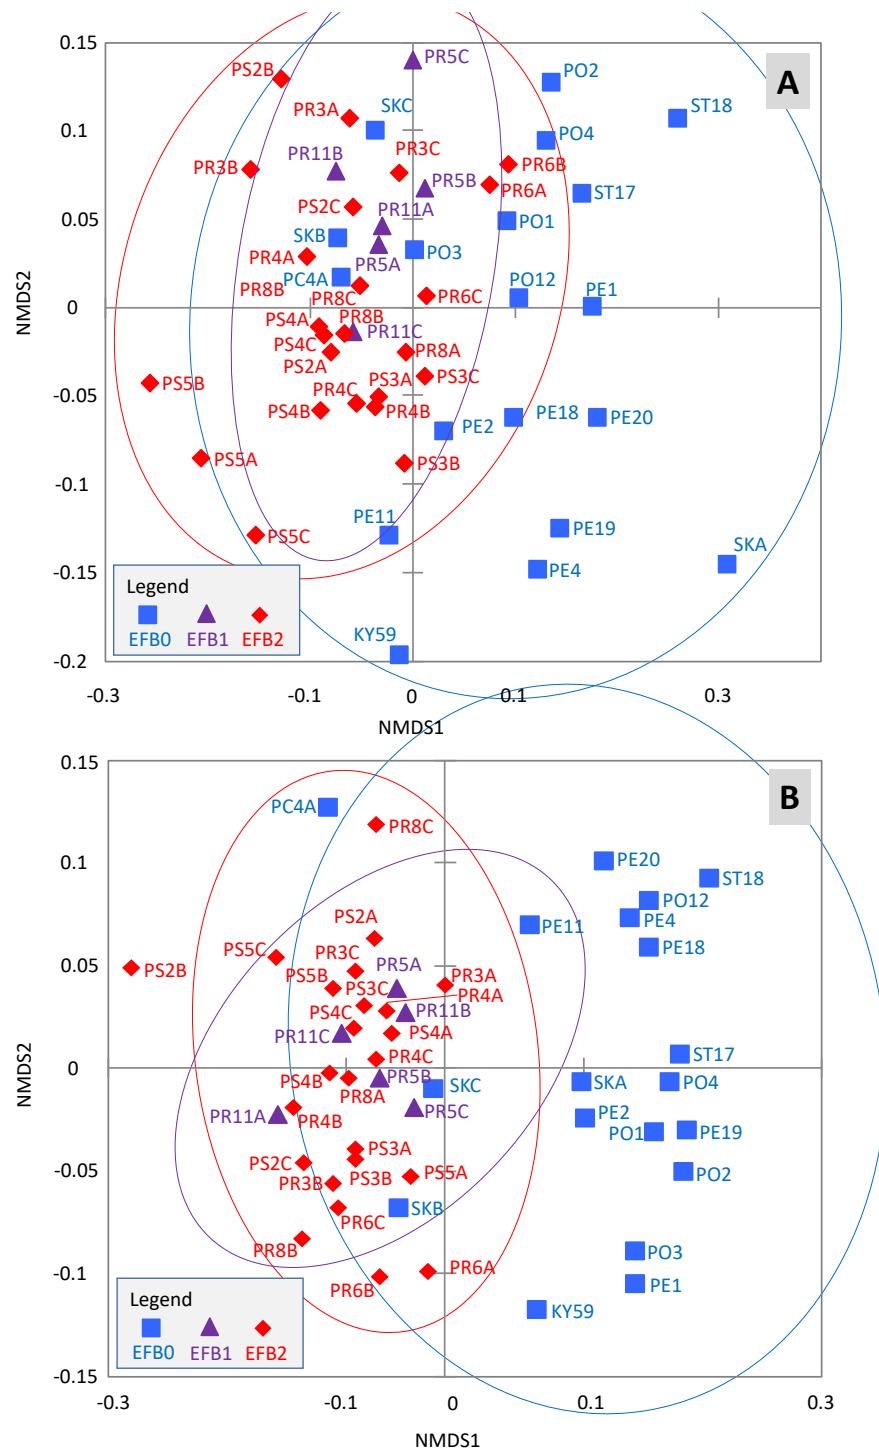 0.15
PR5C
A
PS2B
PO2
PR3A
SKC
ST18
0.1
PO4
PR11B
PR3C
PR6B
PR3B
PR5B
PR6A
ST17
PS2C
PR11A
0.05
SKB
PO1
PR5A
PO3
PR4A
PC4A
PO12
PE1
PR8B
PR8C
PR6C
0
PS4A
PR8B
PR11C
PS4C
PR8A
PS2A
-0.05
PS5B
PR4C
PS3A
PS3C
PS4B
PR4B
PE18
PE20
PE2
PS5A
PS3B
-0.1
PE11
PS5C
PE19
SKA
PE4
-0.15
Legend
EFB0
EFB1
EFB2
KY59
-0.2
NMDS2
-0.3
-0.1
0
0.1
0.3
NMDS1
0.15
B
PC4A
PR8C
0.1
PE20
ST18
PO12
PS2A
PE11
PE4
PE18
PS5C
PR3C
PR5A
0.05
PS2B
PS5B
PS3C
PR3A
PR4A
PS4C
PR11B
PR11C
PS4A
PR4C
ST17
0
PS4B
PR5B
SKC
SKA
PO4
PR8A
PR11A
PR4B
PR5C
PE2
PO1
PE19
PS3A
-0.05
PS2C
PS3B
PS5A
PO2
PR3B
PR6C
SKB
PR8B
PO3
-0.1
PR6B
PR6A
PE1
KY59
Legend
EFB0
EFB1
EFB2
-0.15
NMDS2
-0.3
-0.1
0
0.1
0.3
NMDS1